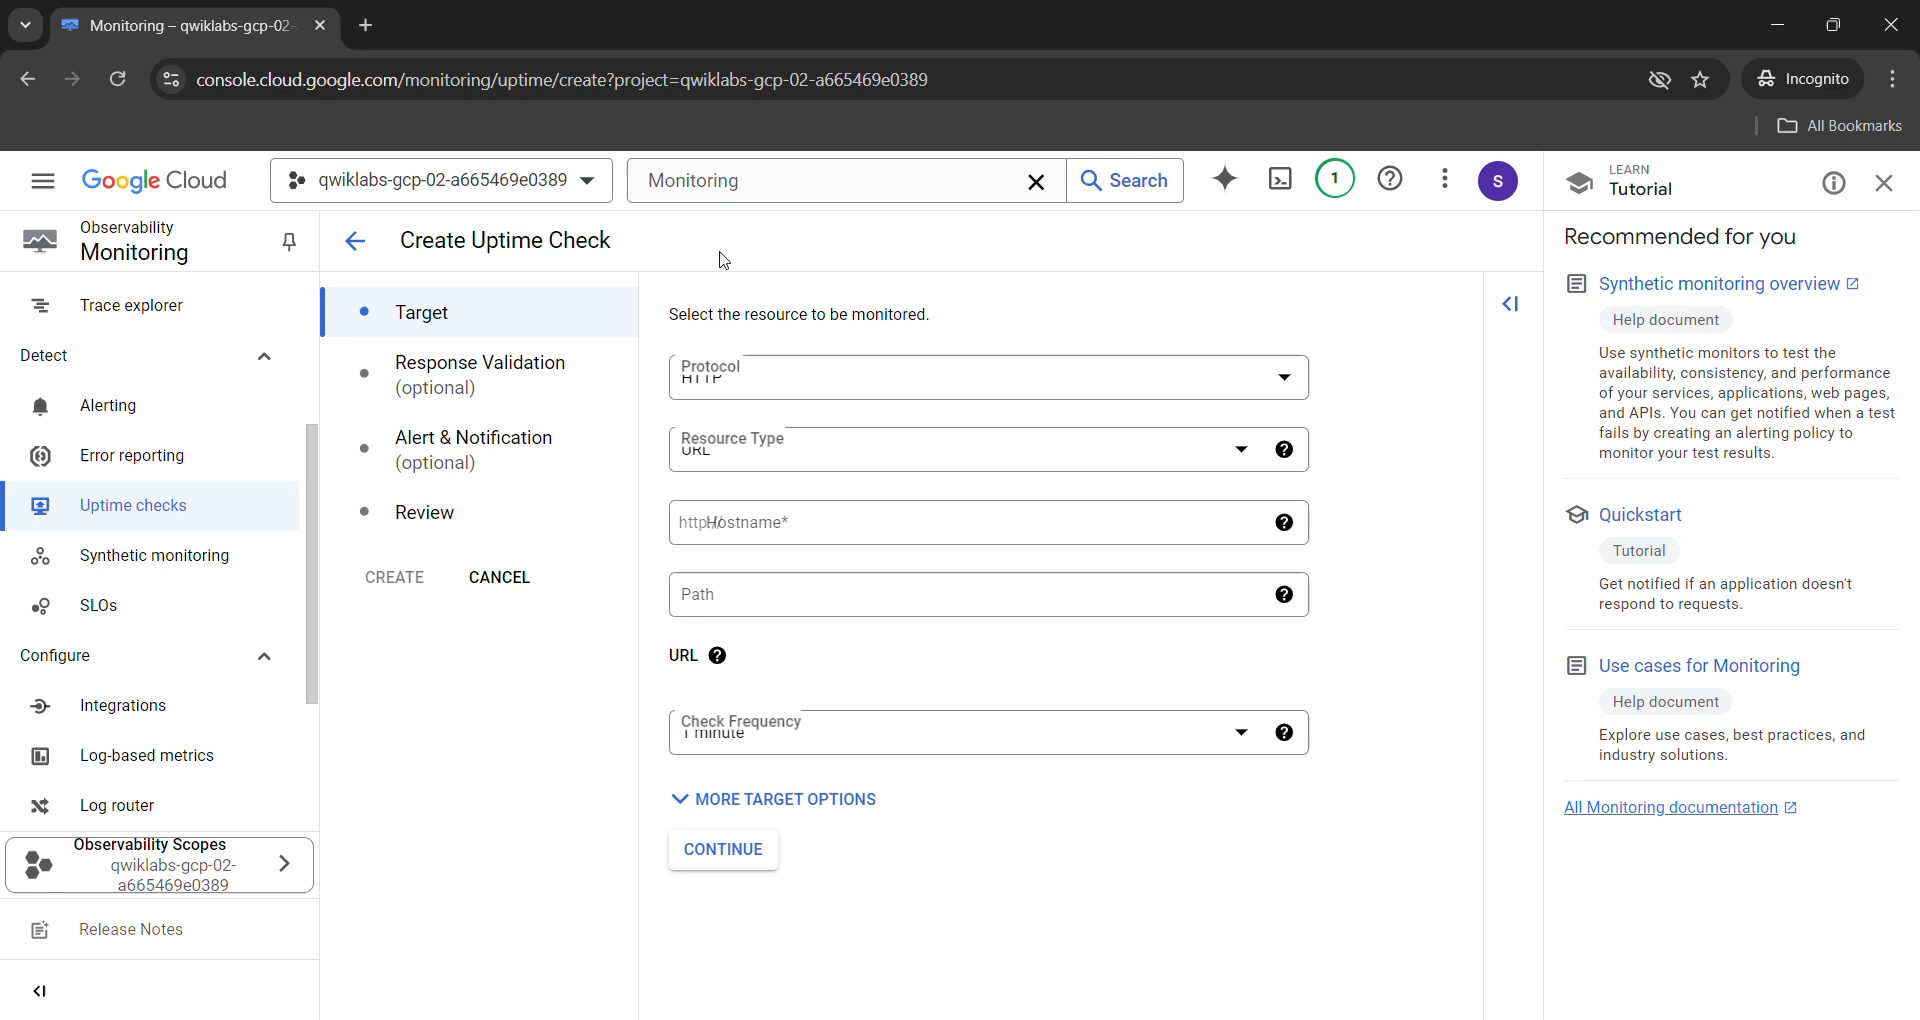 Monitoring – qwiklabs-gcp-02-
console.cloud.google.com/monitoring/uptime/create?project=qwiklabs-gcp-02-a665469e0389
Incognito
All Bookmarks
Google Cloud
qwiklabs-gcp-02-a665469e0389
Monitoring
Search
1
S
LEARN
Tutorial
Observability
Monitoring
Create Uptime Check
Recommended for you
Trace explorer
Detect
Alerting
Error reporting
Uptime checks
Synthetic monitoring
SLOs
Configure
Integrations
Log-based metrics
Log router
Observability Scopes
qwiklabs-gcp-02-
a665469e0389
Release Notes
Target
Response Validation
(optional)
Alert & Notification
(optional)
Review
CREATE
CANCEL
Select the resource to be monitored.
Protocol
HTTP
Resource Type
URL
http://
Hostname*
Path
URL
Check Frequency
1 minute
MORE TARGET OPTIONS
CONTINUE
Synthetic monitoring overview
Help document
Use synthetic monitors to test the
availability, consistency, and performance
of your services, applications, web pages,
and APIs. You can get notified when a test
fails by creating an alerting policy to
monitor your test results.
Quickstart
Tutorial
Get notified if an application doesn't
respond to requests.
Use cases for Monitoring
Help document
Explore use cases, best practices, and
industry solutions.
All Monitoring documentation